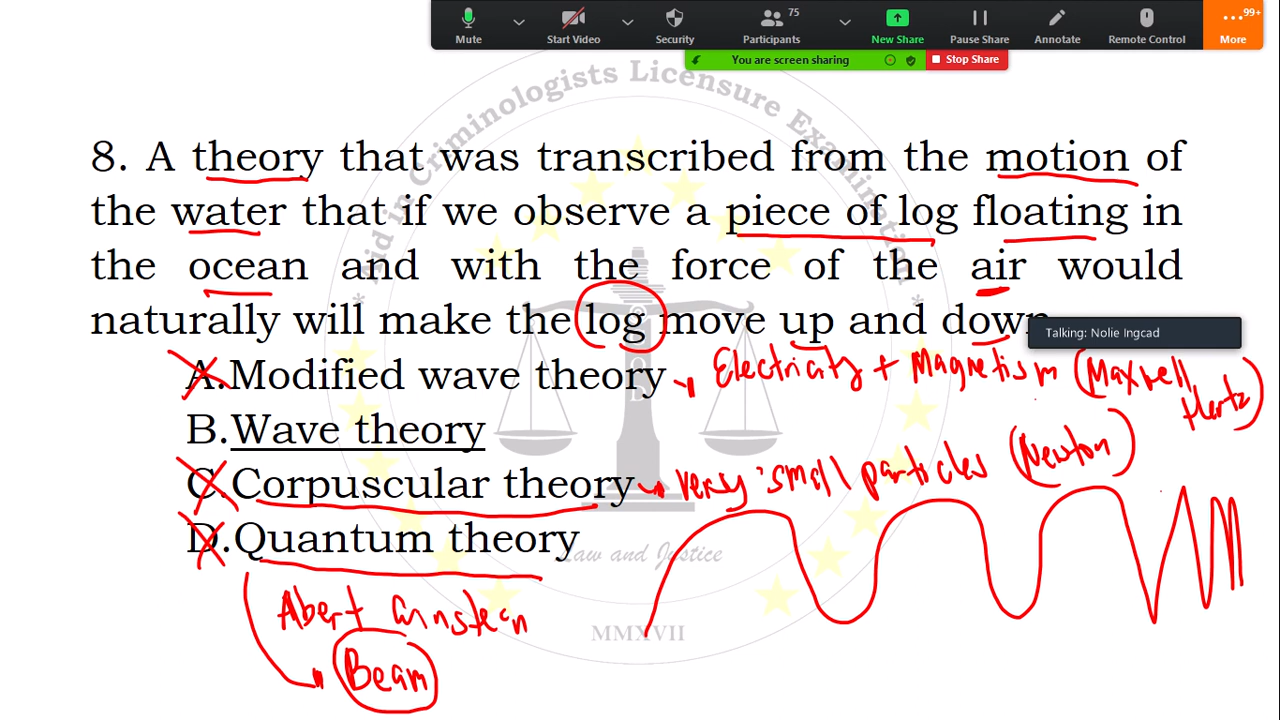 Mute
Start Video
Security
75
Participants
New Share
Pause Share
Annotate
Remote Control
99+
More
You are screen sharing
Stop Share
Aid in Criminologists Licensure Examination
8. A theory that was transcribed from the motion of
the water that if we observe a piece of log floating in
the ocean and with the force of the air would
naturally will make the log move up and down
Talking: Nolie Ingcad
A.Modified wave theory
Electricity + Magnetism (Maxwell,
Hertz)
B.Wave theory
C.Corpuscular theory
very small particles (Newton)
D.Quantum theory
Law and Justice
Abert Einstein
MMXVII
Beam